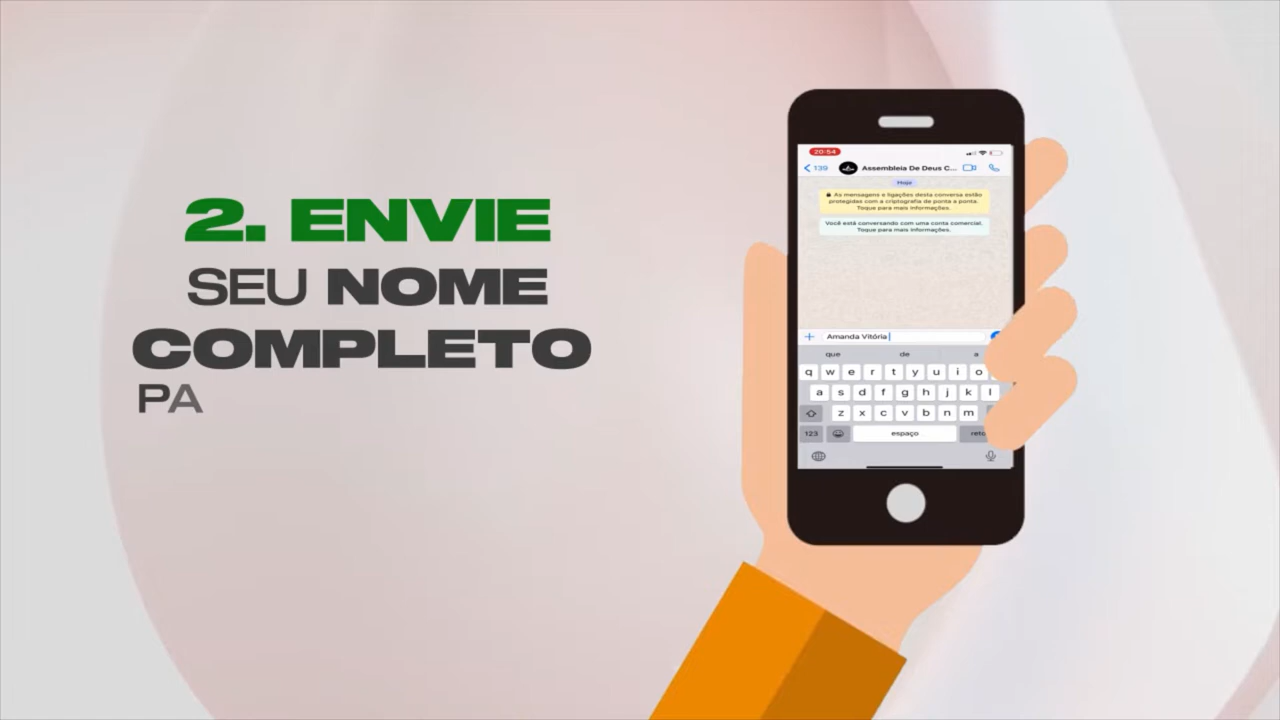 2. ENVIE
SEU NOME
COMPLETO
PA
20:54
139
Assembleia De Deus C...
Hoje
As mensagens e ligações desta conversa estão
protegidas com a criptografia de ponta a ponta.
Toque para mais informações.
Você está conversando com uma conta comercial.
Toque para mais informações.
Amanda Vitória
que de a
q w e r t y u i o
a s d f g h j k l
z x c v b n m
123 espaço reto